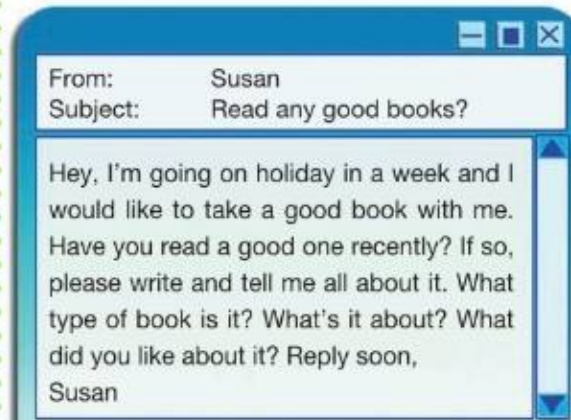 From: Susan
Subject: Read any good books?
Hey, I'm going on holiday in a week and I
would like to take a good book with me.
Have you read a good one recently? If so,
please write and tell me all about it. What
type of book is it? What's it about? What
did you like about it? Reply soon,
Susan